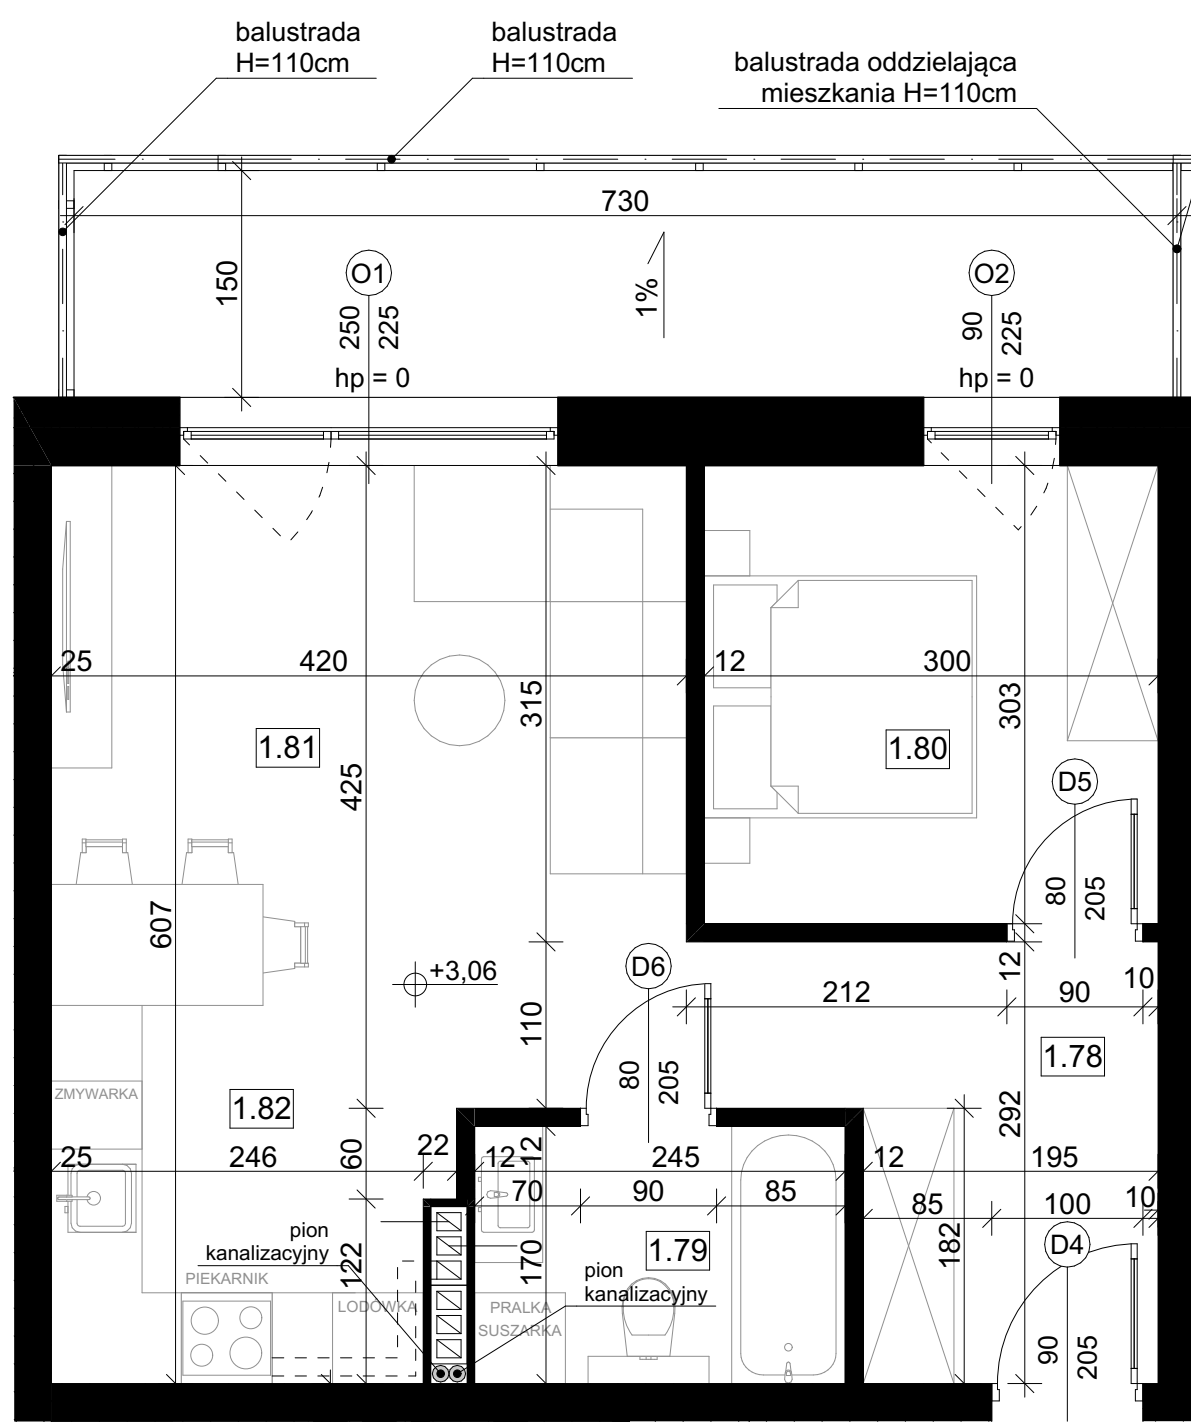 balustrada
H=110cm
balustrada
H=110cm
balustrada oddzielająca
mieszkania H=110cm
730
150
O1
250
225
hp = 0
1%
O2
90
225
hp = 0
25
420
12
300
315
303
1.81
1.80
425
D5
80
205
607
+3,06
D6
12
212
90
10
110
80
205
1.78
ZMYWARKA
1.82
292
25
246
22
60
12
12
245
12
195
70
90
85
85
100
10
pion
kanalizacyjny
170
1.79
182
D4
122
pion
kanalizacyjny
PIEKARNIK
LODÓWKA
PRALKA
SUSZARKA
90
205